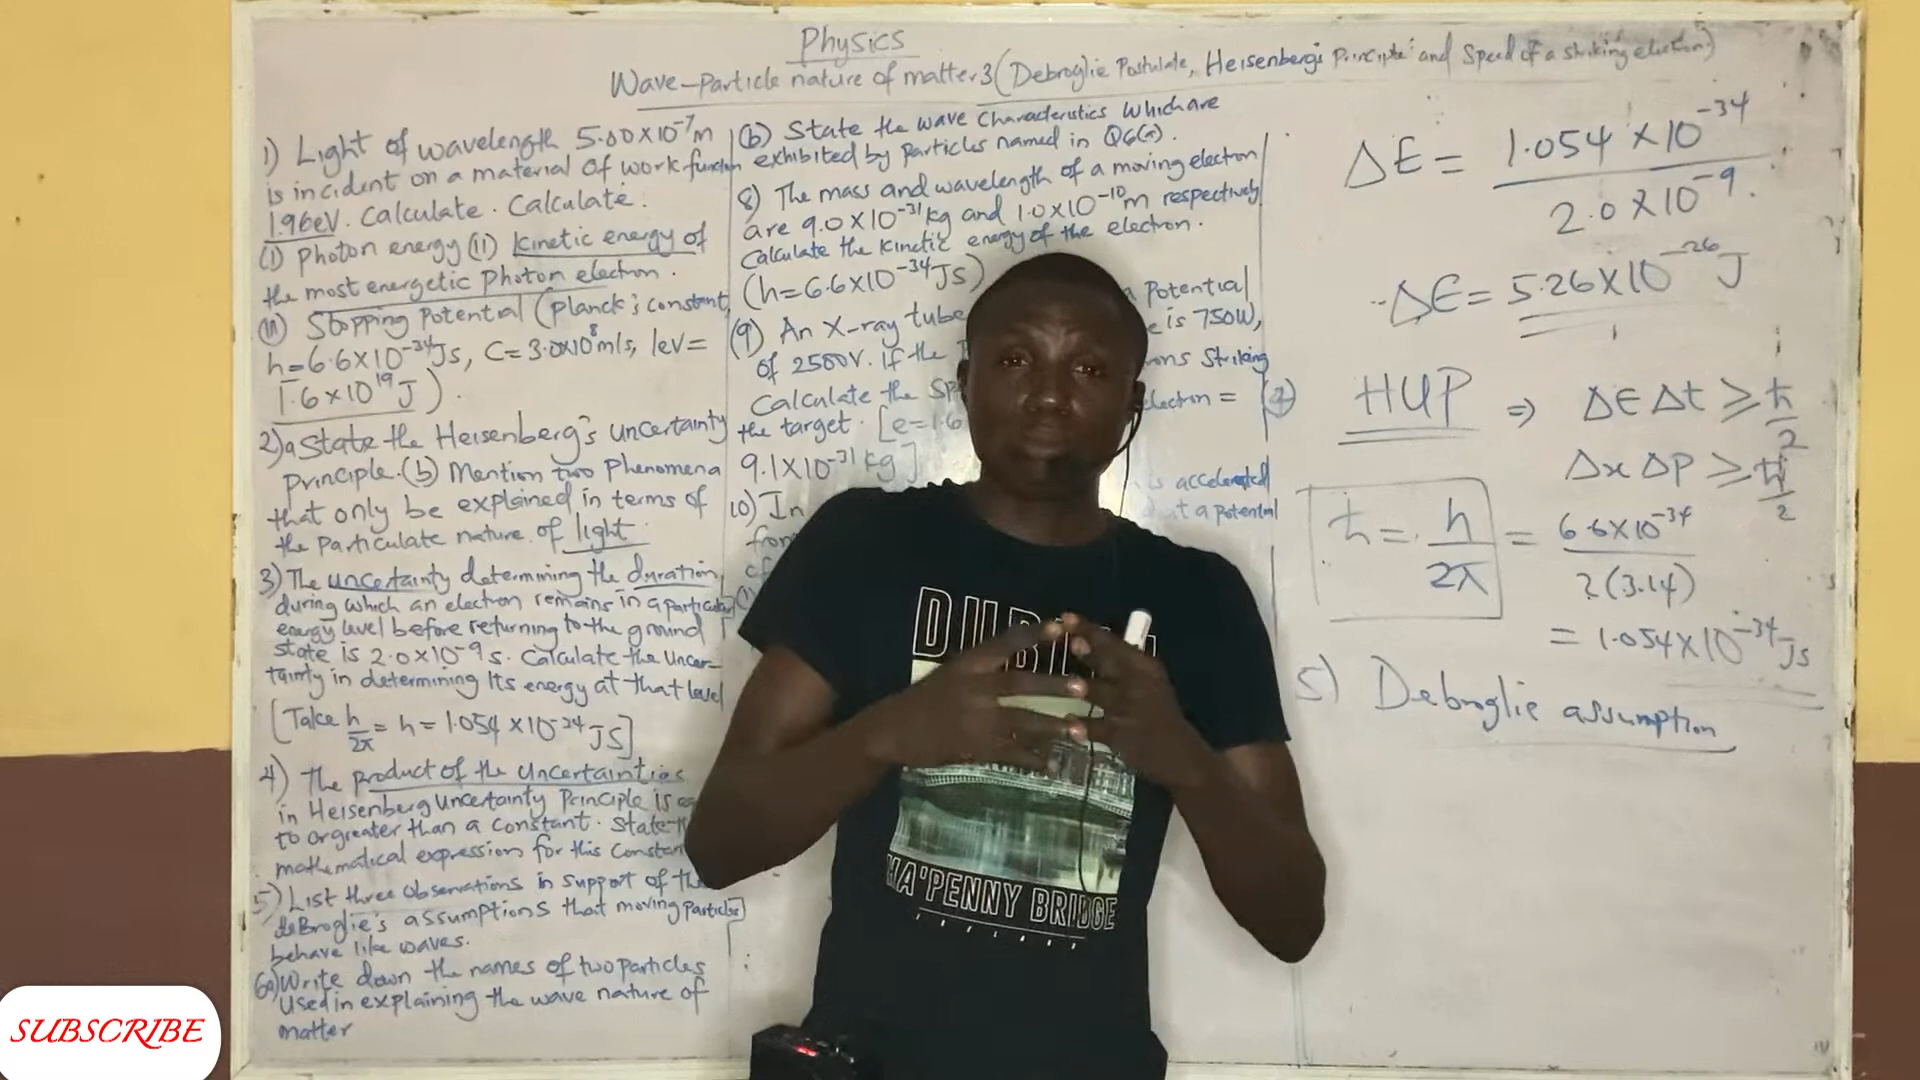 Physics
Wave-Particle nature of matter 3 (Debroglie Postulate, Heisenberg's Principle and Speed of a striking electron)
1) Light of wavelength 5.00×10⁻⁷m
is incident on a material of work function
1.96eV. Calculate. Calculate:
(i) Photon energy (ii) kinetic energy of
the most energetic photon electron.
(iii) Stopping Potential (planck's constant,
h=6.6×10⁻³⁴Js, C=3.0×10⁸m/s, 1ev=
1.6×10¹⁹J).
2)a State the Heisenberg's uncertainty
principle. (b) Mention two phenomena
that only be explained in terms of
the particulate nature of light.
3) The uncertainty determining the duration
during which an electron remains in a particular
energy level before returning to the ground
state is 2.0×10⁻⁹s. Calculate the uncer-
tainty in determining its energy at that level
[Take h/2π = ħ = 1.054×10⁻²⁴JS]
4) The product of the uncertainties
in Heisenberg uncertainty Principle is
to or greater than a constant. State
mathematical expression for this constan
5) List three observations in support of the
deBroglie's assumptions that moving particles
behave like waves.
6a) Write down the names of two particles
used in explaining the wave nature of
matter
(b) State the wave characteristics which are
exhibited by particles named in Q6(a).
8) The mass and wavelength of a moving electron
are 9.0×10⁻³¹kg and 1.0×10⁻¹⁰m respectively
Calculate the kinetic energy of the electron.
(h=6.6×10⁻³⁴JS)
(9) An X-ray tube a potential
of 2500V. If the is 750W,
Calculate the sp ons striking
the target. [e=1.6 electron =
9.1×10⁻³¹kg]
10) In is accelerated
from at a potential
of
ΔE = 1.054×10⁻³⁴
2.0×10⁻⁹.
ΔE = 5.26×10⁻²⁶J
HUP ⇒ ΔEΔt ≥ ħ/2
ΔxΔp ≥ ħ/2
ħ = h/2π = 6.6×10⁻³⁴
2(3.14)
= 1.054×10⁻³⁴Js
5) Debroglie assumption
DUBL
HA'PENNY BRIDGE
SUBSCRIBE